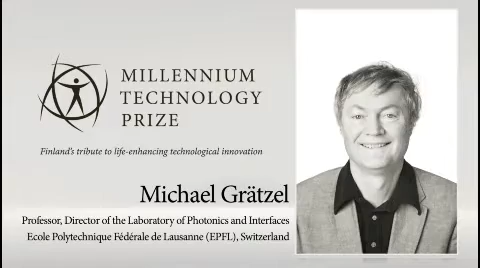 MILLENNIUM
TECHNOLOGY
PRIZE
Finland's tribute to life-enhancing technological innovation
Michael Grätzel
Professor, Director of the Laboratory of Photonics and Interfaces
Ecole Polytechnique Fédérale de Lausanne (EPFL), Switzerland